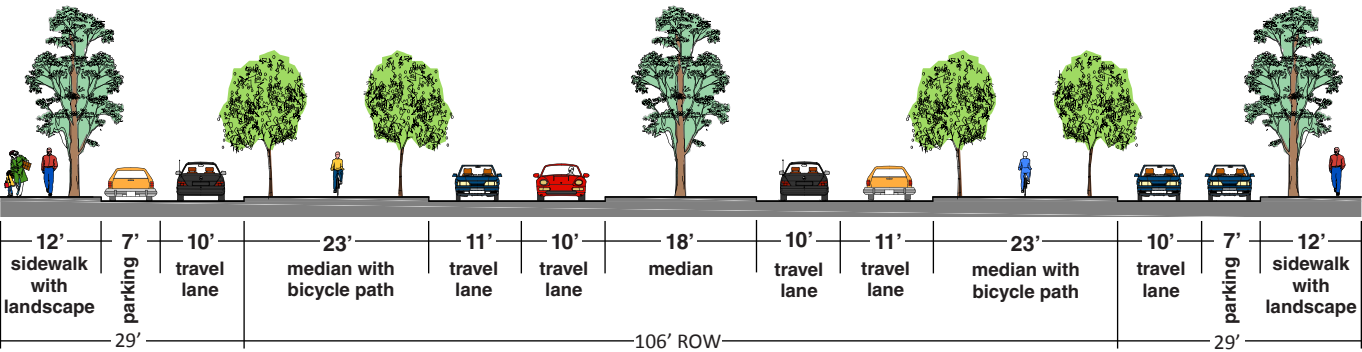 12’ 7’ 10’ 23’ 11’ 10’ 18’ 10’ 11’ 23’ 10’ 7’ 12’
sidewalk
with
landscape
parking
travel
lane
median with
bicycle path
travel
lane
travel
lane
median
travel
lane
travel
lane
median with
bicycle path
travel
lane
parking
sidewalk
with
landscape
29’ 106’ ROW 29’